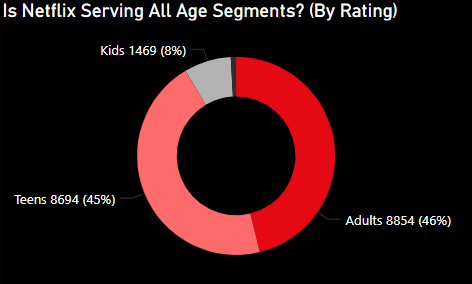 Is Netflix Serving All Age Segments? (By Rating)
Kids 1469 (8%)
Teens 8694 (45%)
Adults 8854 (46%)